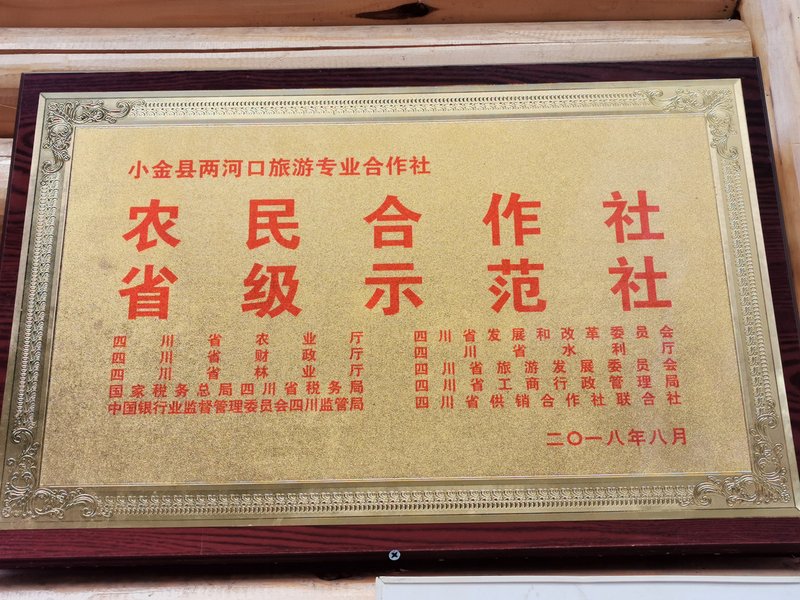 小金县两河口旅游专业合作社
农民合作社
省级示范社
四川省农业厅
四川省财政厅
四川省林业厅
国家税务总局四川省税务局
中国银行业监督管理委员会四川监管局
四川省发展和改革委员会
四川省水利厅
四川省旅游发展委员会
四川省工商行政管理局
四川省供销合作社联合社
二〇一八年八月